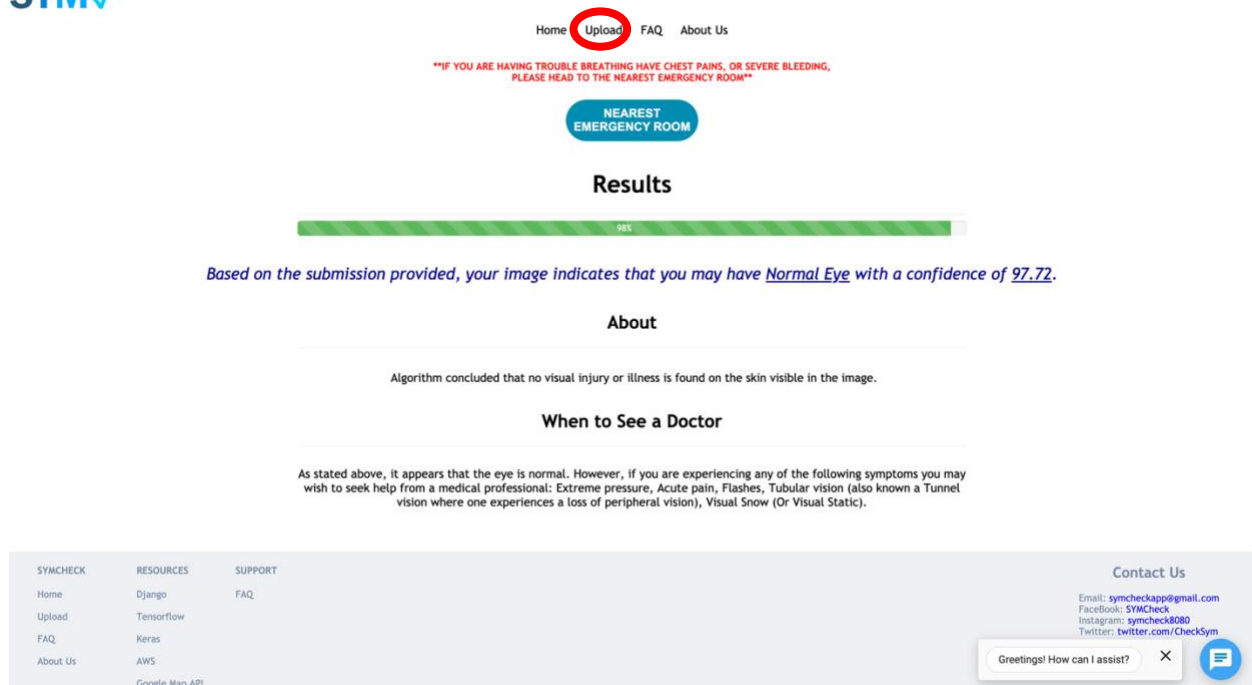 Home Upload FAQ About Us
**IF YOU ARE HAVING TROUBLE BREATHING HAVE CHEST PAINS, OR SEVERE BLEEDING,
PLEASE HEAD TO THE NEAREST EMERGENCY ROOM**
NEAREST
EMERGENCY ROOM
Results
98%
Based on the submission provided, your image indicates that you may have Normal Eye with a confidence of 97.72.
About
Algorithm concluded that no visual injury or illness is found on the skin visible in the image.
When to See a Doctor
As stated above, it appears that the eye is normal. However, if you are experiencing any of the following symptoms you may
wish to seek help from a medical professional: Extreme pressure, Acute pain, Flashes, Tubular vision (also known a Tunnel
vision where one experiences a loss of peripheral vision), Visual Snow (Or Visual Static).
SYMCHECK
Home
Upload
FAQ
About Us
RESOURCES
Django
Tensorflow
Keras
AWS
Google Map API
SUPPORT
FAQ
Contact Us
Email: symcheckapp@gmail.com
FaceBook: SYMCheck
Instagram: symcheck8080
Twitter: twitter.com/CheckSym
Greetings! How can I assist?